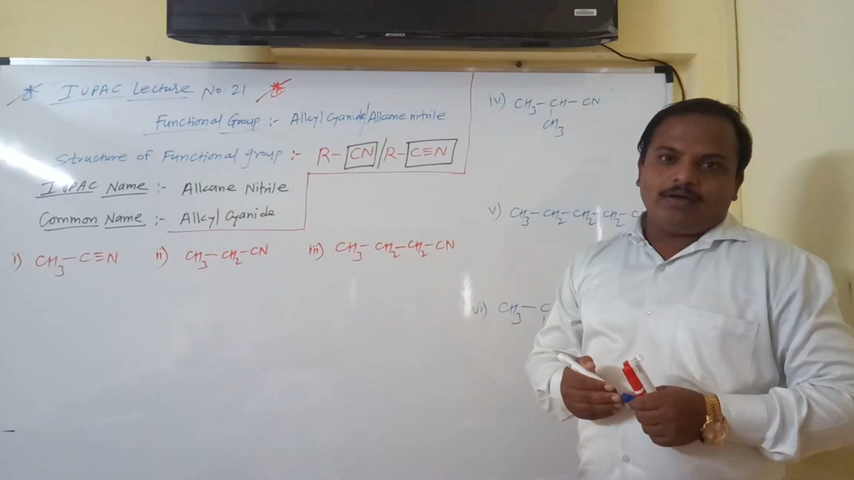 IUPAC Lecture No. 21
Functional Group :- Alkyl Cyanide/Alkane nitrile
Structure of Functional group :- R-CN/R-C≡N
IUPAC Name :- Alkane Nitrile
Common Name :- Alkyl Cyanide.
i) CH3-C≡N
ii) CH3-CH2-CN
iii) CH3-CH2-CH2-CN
iv) CH3-CH-CN
CH3
v) CH3-CH2-CH2-CH2-C
vi) CH3-C